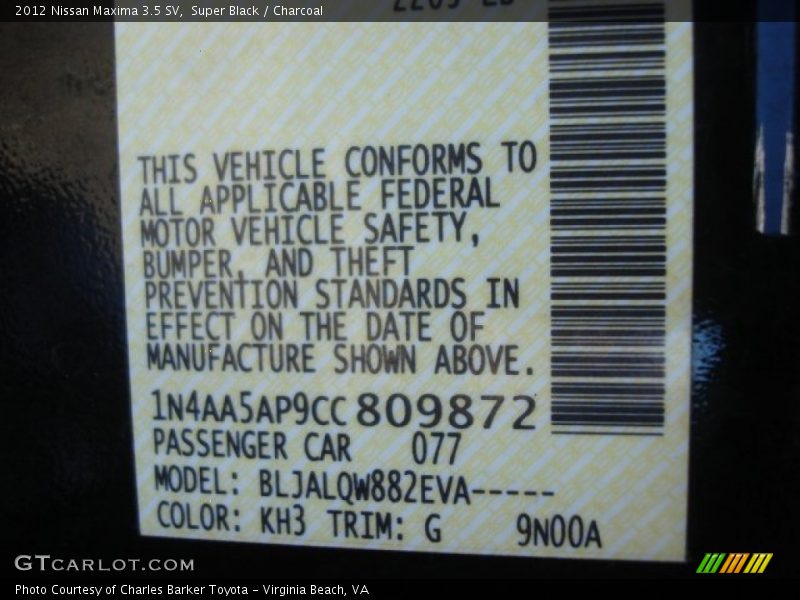 2012 Nissan Maxima 3.5 SV, Super Black / Charcoal
THIS VEHICLE CONFORMS TO
ALL APPLICABLE FEDERAL
MOTOR VEHICLE SAFETY,
BUMPER, AND THEFT
PREVENTION STANDARDS IN
EFFECT ON THE DATE OF
MANUFACTURE SHOWN ABOVE.
1N4AA5AP9CC809872
PASSENGER CAR 077
MODEL: BLJALQW882EVA-----
COLOR: KH3 TRIM: G 9N00A
GTCARLOT.COM
Photo Courtesy of Charles Barker Toyota - Virginia Beach, VA